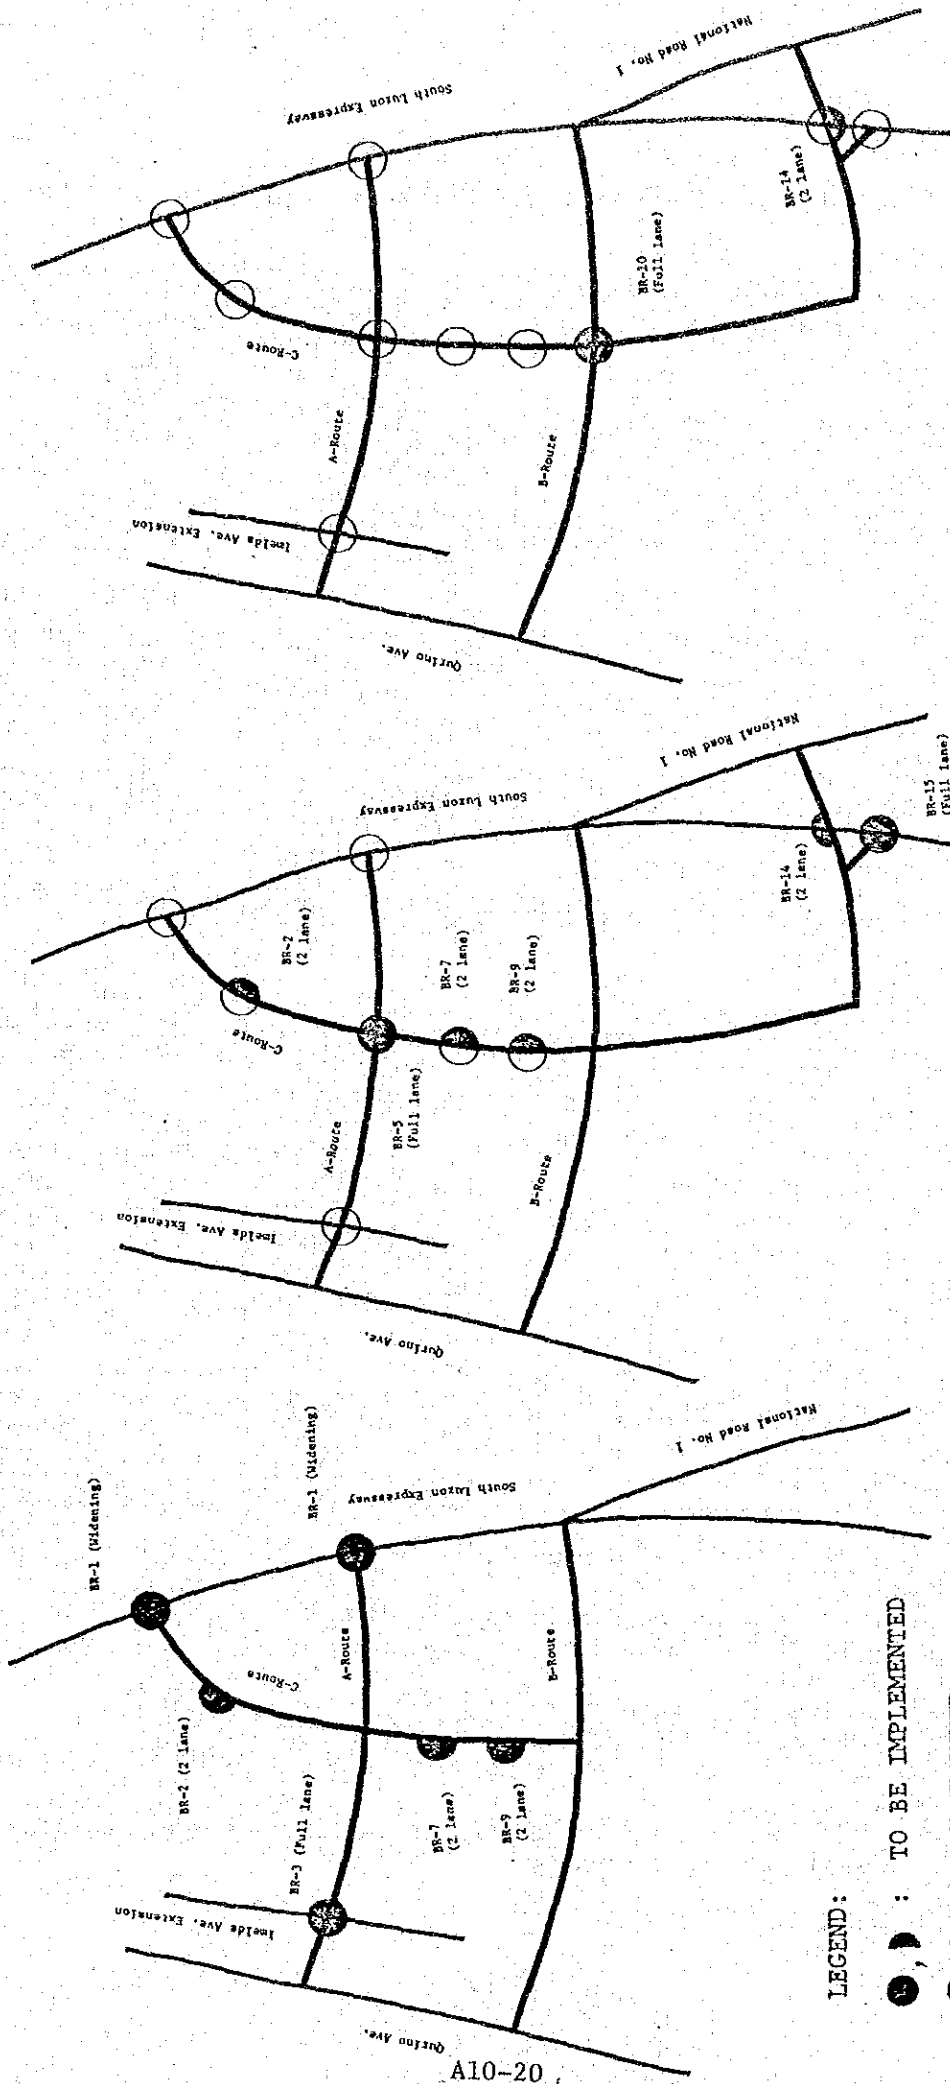 BR-1 (Widening)
BR-1 (Widening)
BR-2 (2 lane)
BR-3 (Full lane)
BR-7
(2 lane)
BR-9
(2 lane)
C-Route
A-Route
B-Route
South Luzon Expressway
National Road No. 1
Imelda Ave. Extension
Qurino Ave.
BR-2
(2 lane)
BR-5
(Full lane)
BR-7
(2 lane)
BR-9
(2 lane)
BR-14
(2 lane)
BR-15
(Full lane)
C-Route
A-Route
B-Route
South Luzon Expressway
National Road No. 1
Imelda Ave. Extension
Qurino Ave.
BR-10
(Full lane)
BR-14
(2 lane)
C-Route
A-Route
B-Route
South Luzon Expressway
National Road No. 1
Imelda Ave. Extension
Qurino Ave.
LEGEND:
: TO BE IMPLEMENTED
A10-20